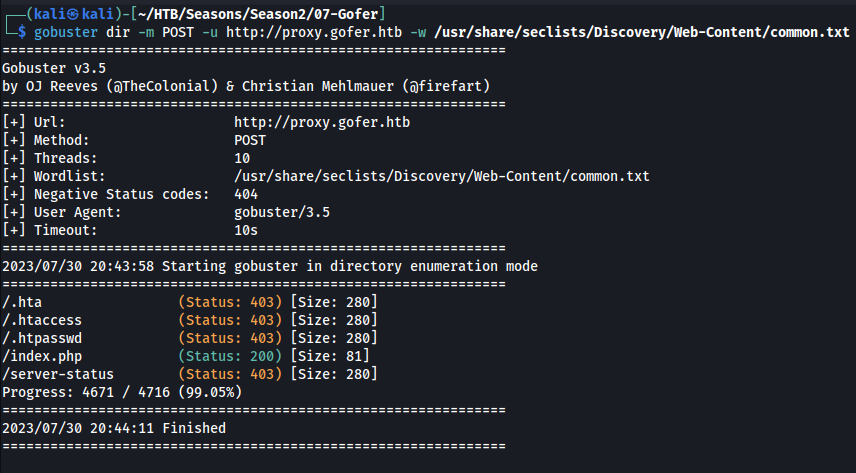 ┌──(kali㉿kali)-[~/HTB/Seasons/Season2/07-Gofer]
└─$ gobuster dir -m POST -u http://proxy.gofer.htb -w /usr/share/seclists/Discovery/Web-Content/common.txt
===============================================================
Gobuster v3.5
by OJ Reeves (@TheColonial) & Christian Mehlmauer (@firefart)
===============================================================
[+] Url:                     http://proxy.gofer.htb
[+] Method:                  POST
[+] Threads:                 10
[+] Wordlist:                /usr/share/seclists/Discovery/Web-Content/common.txt
[+] Negative Status codes:   404
[+] User Agent:              gobuster/3.5
[+] Timeout:                 10s
===============================================================
2023/07/30 20:43:58 Starting gobuster in directory enumeration mode
===============================================================
/.hta                 (Status: 403) [Size: 280]
/.htaccess            (Status: 403) [Size: 280]
/.htpasswd            (Status: 403) [Size: 280]
/index.php            (Status: 200) [Size: 81]
/server-status        (Status: 403) [Size: 280]
Progress: 4671 / 4716 (99.05%)
===============================================================
2023/07/30 20:44:11 Finished
===============================================================